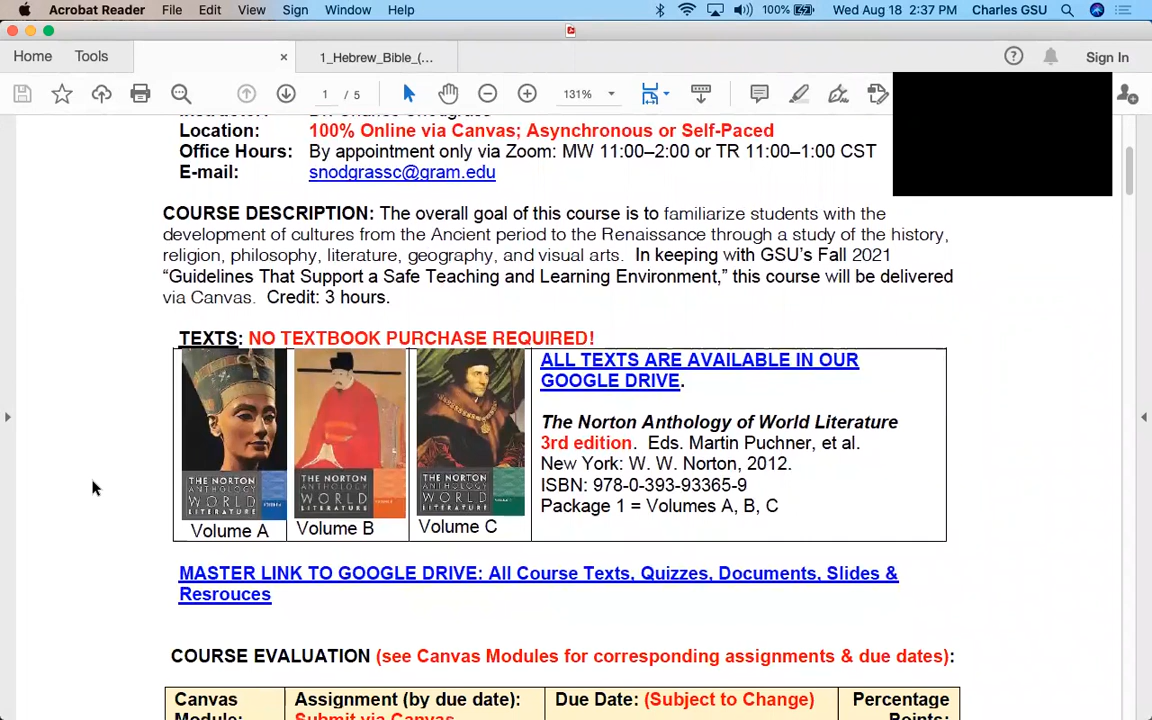 Acrobat Reader File Edit View Sign Window Help 100% Wed Aug 18 2:37 PM Charles GSU
Home Tools × 1_Hebrew_Bible_(... ? Sign In
1 / 5 131%
Location: 100% Online via Canvas; Asynchronous or Self-Paced
Office Hours: By appointment only via Zoom: MW 11:00–2:00 or TR 11:00–1:00 CST
E-mail: snodgrassc@gram.edu
COURSE DESCRIPTION: The overall goal of this course is to familiarize students with the
development of cultures from the Ancient period to the Renaissance through a study of the history,
religion, philosophy, literature, geography, and visual arts. In keeping with GSU's Fall 2021
“Guidelines That Support a Safe Teaching and Learning Environment,” this course will be delivered
via Canvas. Credit: 3 hours.
TEXTS: NO TEXTBOOK PURCHASE REQUIRED!
THE NORTON
ANTHOLOGY
WORLD
LITERATURE
Volume A
THE NORTON
ANTHOLOGY
WORLD
LITERATURE
Volume B
THE NORTON
ANTHOLOGY
WORLD
LITERATURE
Volume C
ALL TEXTS ARE AVAILABLE IN OUR
GOOGLE DRIVE.
The Norton Anthology of World Literature
3rd edition. Eds. Martin Puchner, et al.
New York: W. W. Norton, 2012.
ISBN: 978-0-393-93365-9
Package 1 = Volumes A, B, C
MASTER LINK TO GOOGLE DRIVE: All Course Texts, Quizzes, Documents, Slides &
Resrouces
COURSE EVALUATION (see Canvas Modules for corresponding assignments & due dates):
Canvas
Module:
Assignment (by due date):
Submit via Canvas
Due Date: (Subject to Change)
Percentage
Points: